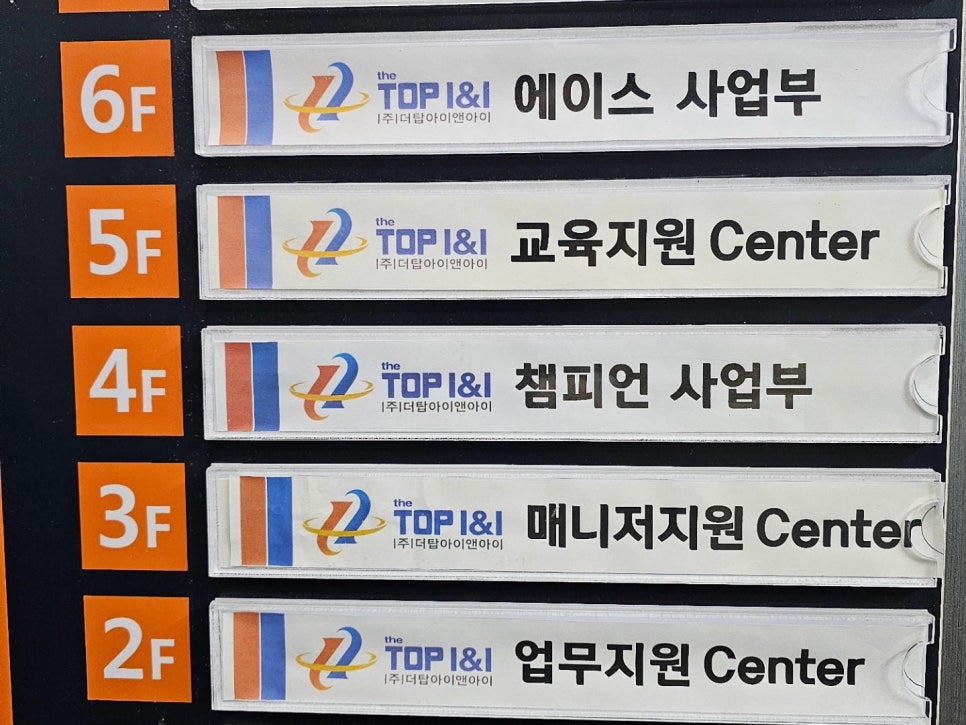 6F
the
TOP I&I
|주|더탑아이앤아이
에이스 사업부
5F
the
TOP I&I
|주|더탑아이앤아이
교육지원 Center
4F
the
TOP I&I
|주|더탑아이앤아이
챔피언 사업부
3F
the
TOP I&I
|주|더탑아이앤아이
매니저지원 Center
2F
the
TOP I&I
|주|더탑아이앤아이
업무지원 Center